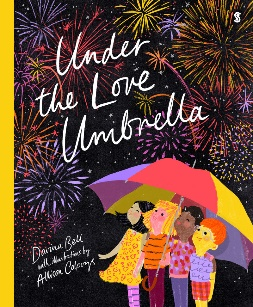 Under
the Love
Umbrella
Davina Bell
with illustrations by
Allison Colpoys